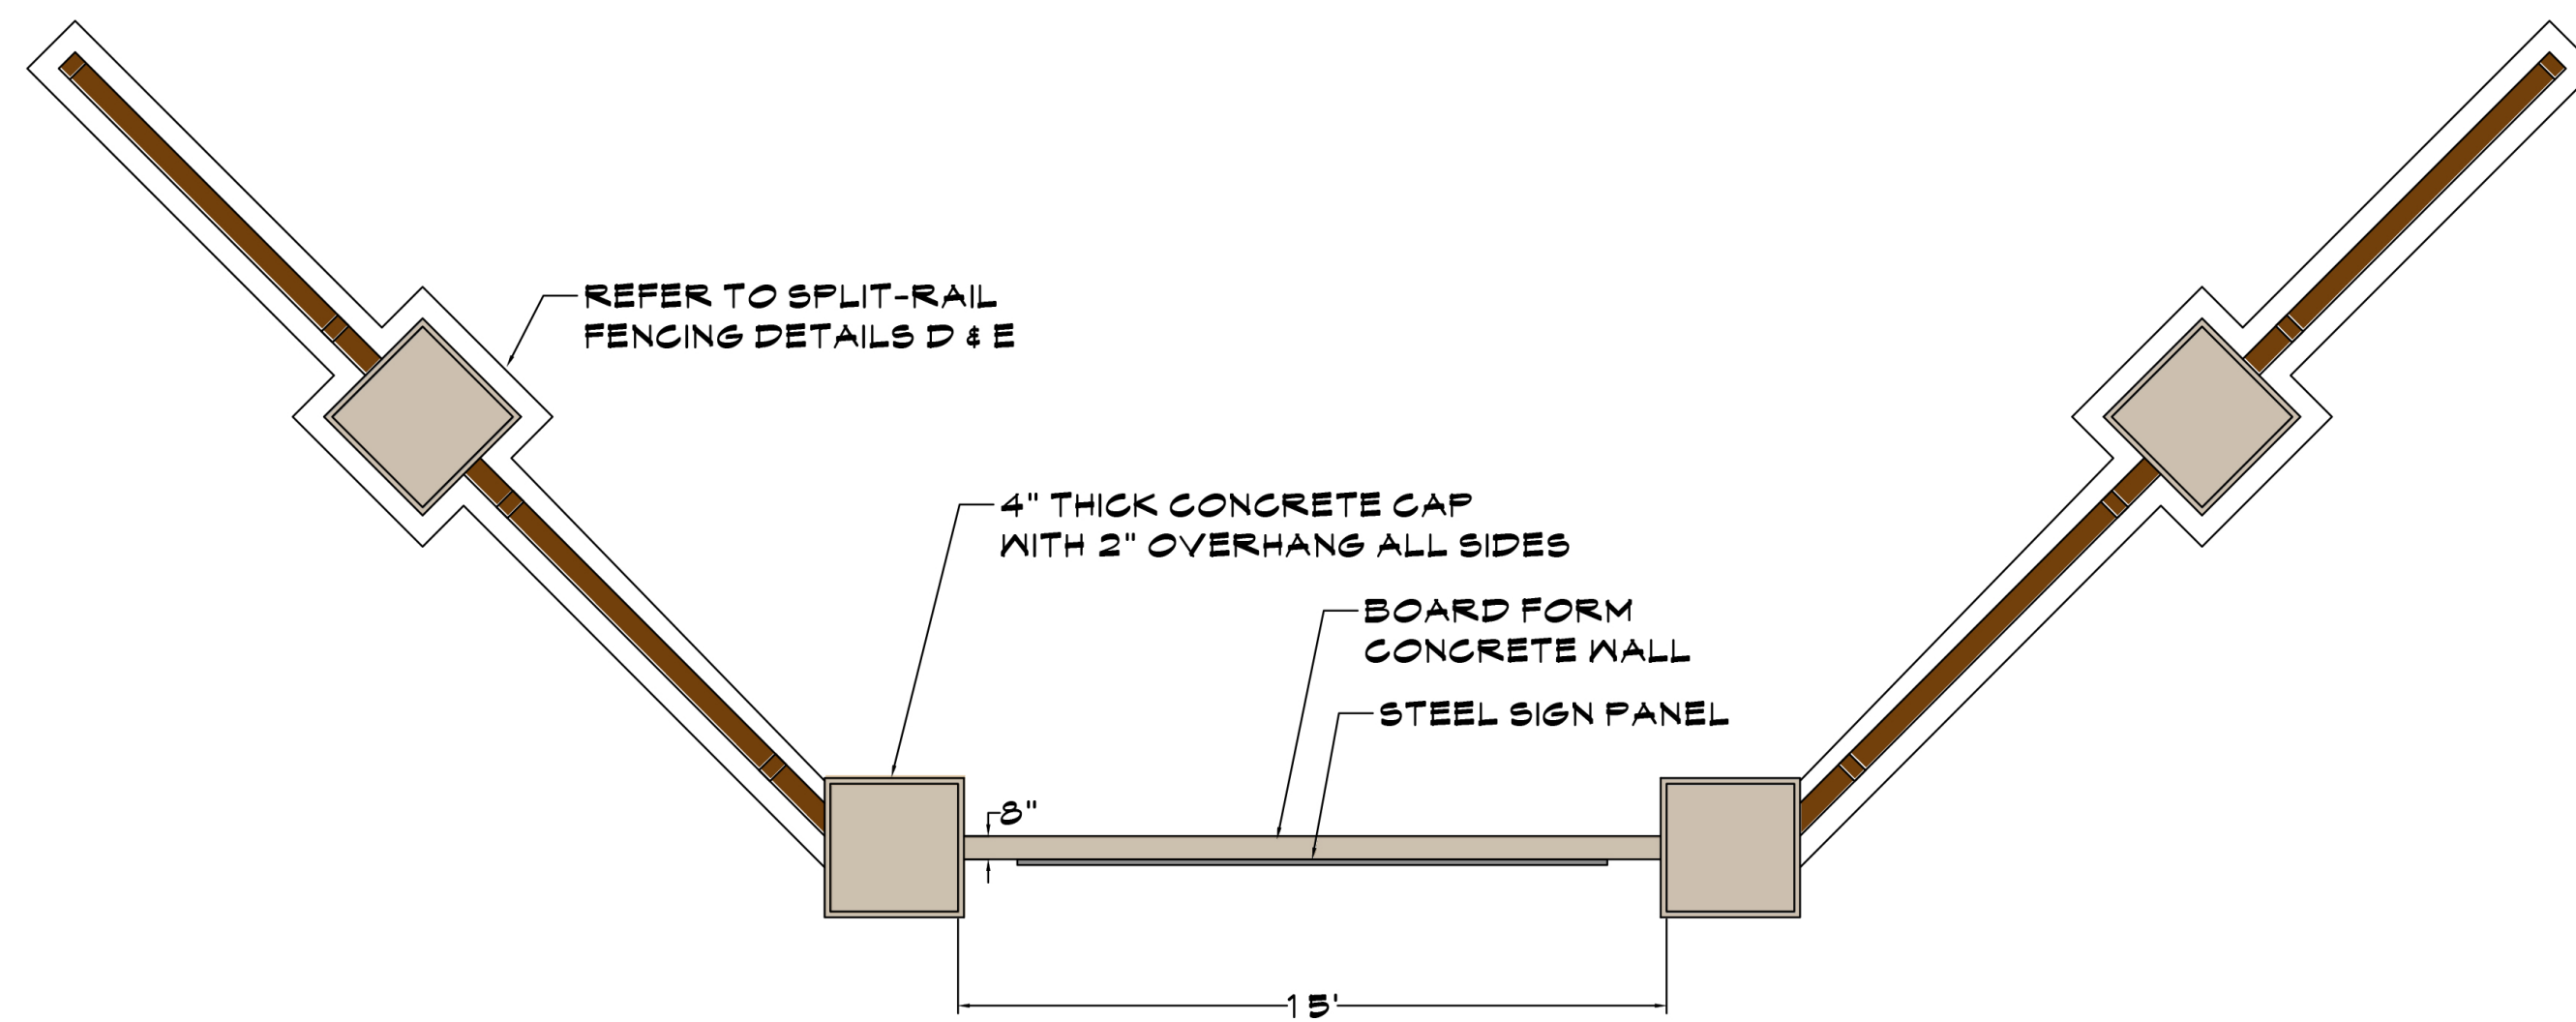 REFER TO SPLIT-RAIL
FENCING DETAILS D & E
4" THICK CONCRETE CAP
WITH 2" OVERHANG ALL SIDES
BOARD FORM
CONCRETE WALL
STEEL SIGN PANEL
8"
15'